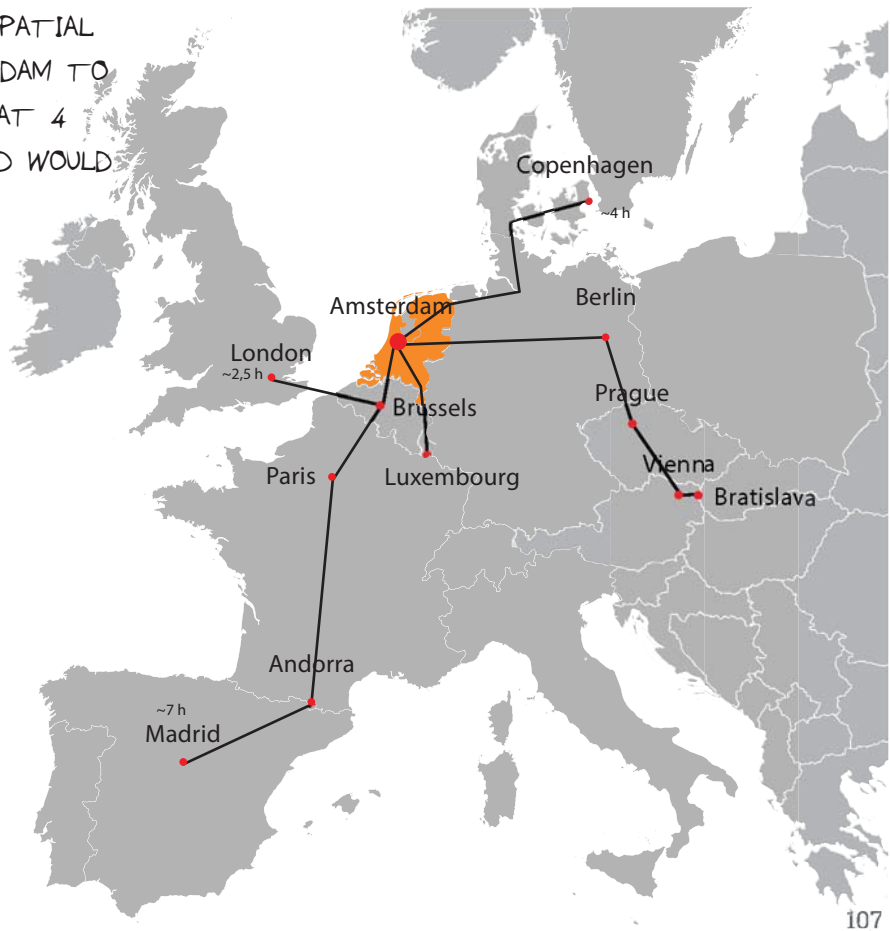 PATIAL
DAM TO
AT 4
D WOULD
Copenhagen
~4 h
Amsterdam
Berlin
London
~2,5 h
Prague
Brussels
Vienna
Paris
Luxembourg
Bratislava
Andorra
~7 h
Madrid
107